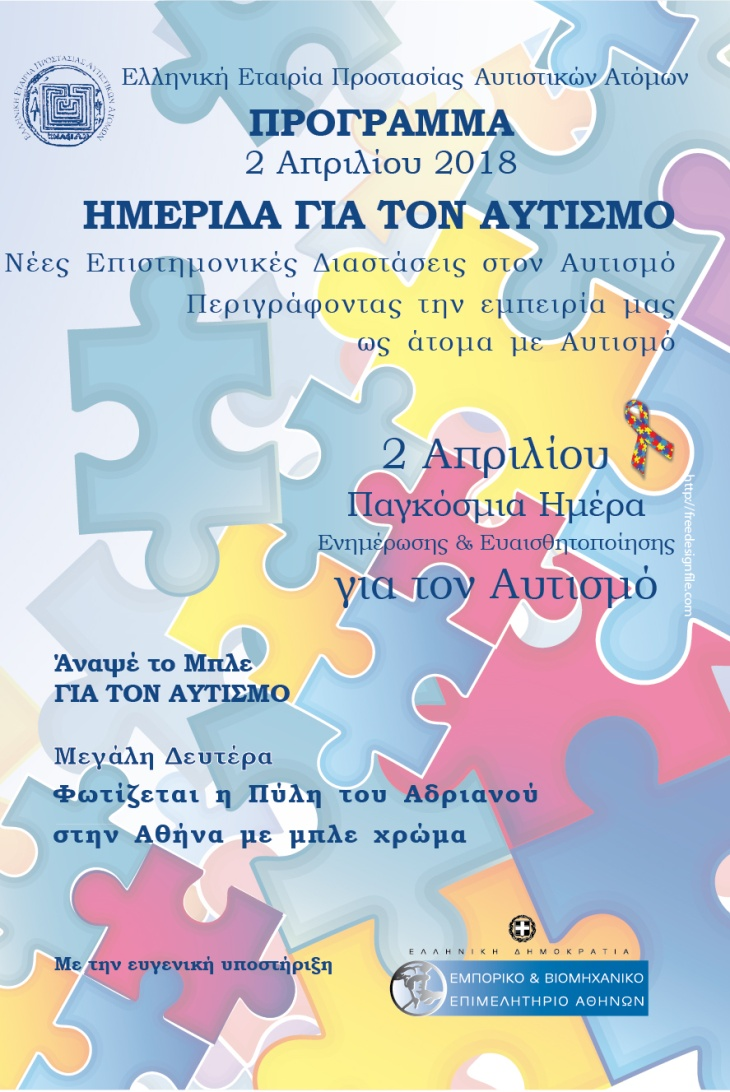 Ελληνική Εταιρία Προστασίας Αυτιστικών Ατόμων
ΠΡΟΓΡΑΜΜΑ
2 Απριλίου 2018
ΗΜΕΡΙΔΑ ΓΙΑ ΤΟΝ ΑΥΤΙΣΜΟ
Νέες Επιστημονικές Διαστάσεις στον Αυτισμό
Περιγράφοντας την εμπειρία μας
ως άτομα με Αυτισμό
2 Απριλίου
Παγκόσμια Ημέρα
Ενημέρωσης & Ευαισθητοποίησης
για τον Αυτισμό
http://freedesignfile.com
Άναψέ το Μπλε
ΓΙΑ ΤΟΝ ΑΥΤΙΣΜΟ
Μεγάλη Δευτέρα
Φωτίζεται η Πύλη του Αδριανού
στην Αθήνα με μπλε χρώμα
Με την ευγενική υποστήριξη
ΕΛΛΗΝΙΚΗ ΔΗΜΟΚΡΑΤΙΑ
ΕΜΠΟΡΙΚΟ & ΒΙΟΜΗΧΑΝΙΚΟ
ΕΠΙΜΕΛΗΤΗΡΙΟ ΑΘΗΝΩΝ